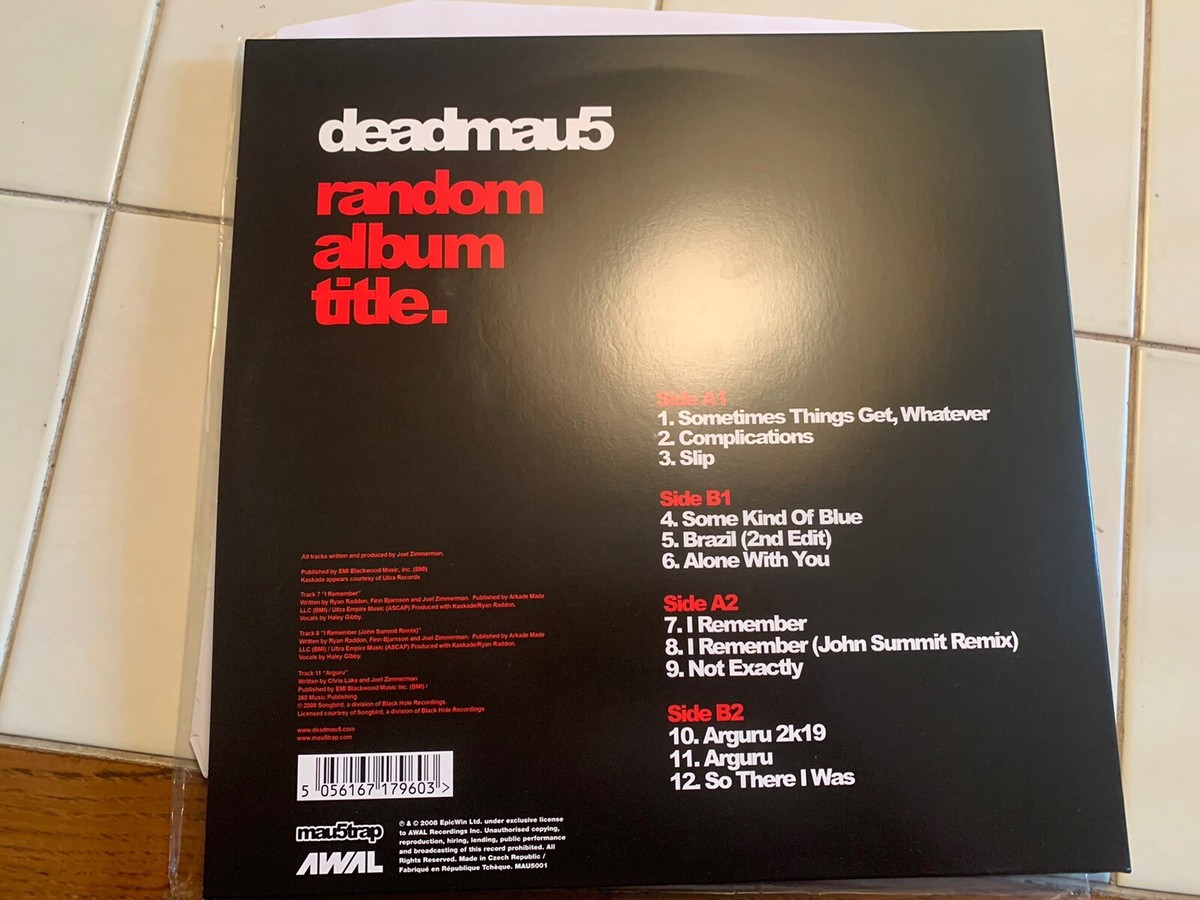 deadmau5
random
album
title.
Side A1
1. Sometimes Things Get, Whatever
2. Complications
3. Slip
Side B1
4. Some Kind Of Blue
5. Brazil (2nd Edit)
6. Alone With You
Side A2
7. I Remember
8. I Remember (John Summit Remix)
9. Not Exactly
Side B2
10. Arguru 2k19
11. Arguru
12. So There I Was
All tracks written and produced by Joel Zimmerman.
Published by EMI Blackwood Music, Inc. (BMI)
Kaskade appears courtesy of Ultra Records
Track 7 "I Remember"
Written by Ryan Raddon, Finn Bjarnson and Joel Zimmerman. Published by Arkade Made
LLC (BMI) / Ultra Empire Music (ASCAP) Produced with Kaskade/Ryan Raddon.
Vocals by Haley Gibby.
Track 8 "I Remember (John Summit Remix)"
Written by Ryan Raddon, Finn Bjarnson and Joel Zimmerman. Published by Arkade Made
LLC (BMI) / Ultra Empire Music (ASCAP) Produced with Kaskade/Ryan Raddon.
Vocals by Haley Gibby.
Track 11 "Arguru"
Written by Chris Lake and Joel Zimmerman
Published by EMI Blackwood Music Inc. (BMI) /
360 Music Publishing.
℗ 2008 Songbird, a division of Black Hole Recordings.
Licensed courtesy of Songbird, a division of Black Hole Recordings
www.deadmau5.com
www.mau5trap.com
5 056167 179603 >
mau5trap
AWAL
℗ & © 2008 EpicWin Ltd. under exclusive license
to AWAL Recordings Inc. Unauthorised copying,
reproduction, hiring, lending, public performance
and broadcasting of this record prohibited. All
Rights Reserved. Made in Czech Republic /
Fabriqué en République Tchèque. MAU5001